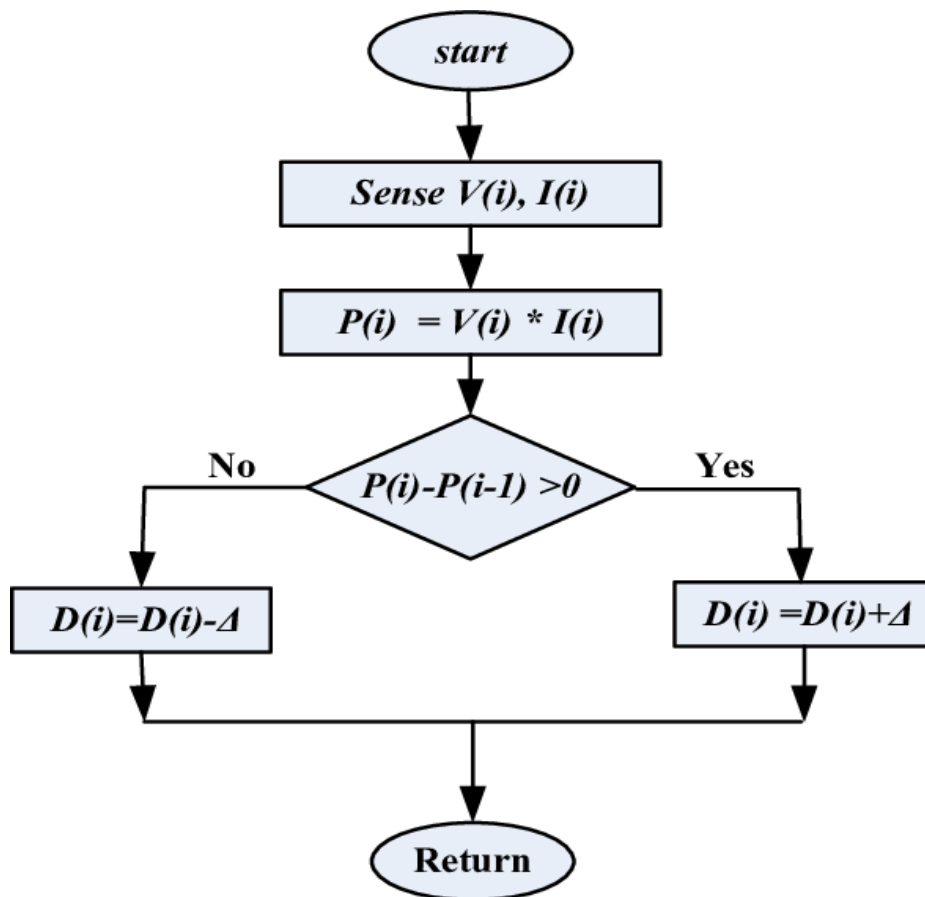 start
Sense V(i), I(i)
P(i) = V(i) * I(i)
P(i)-P(i-1) >0
No
Yes
D(i)=D(i)-Δ
D(i) =D(i)+Δ
Return